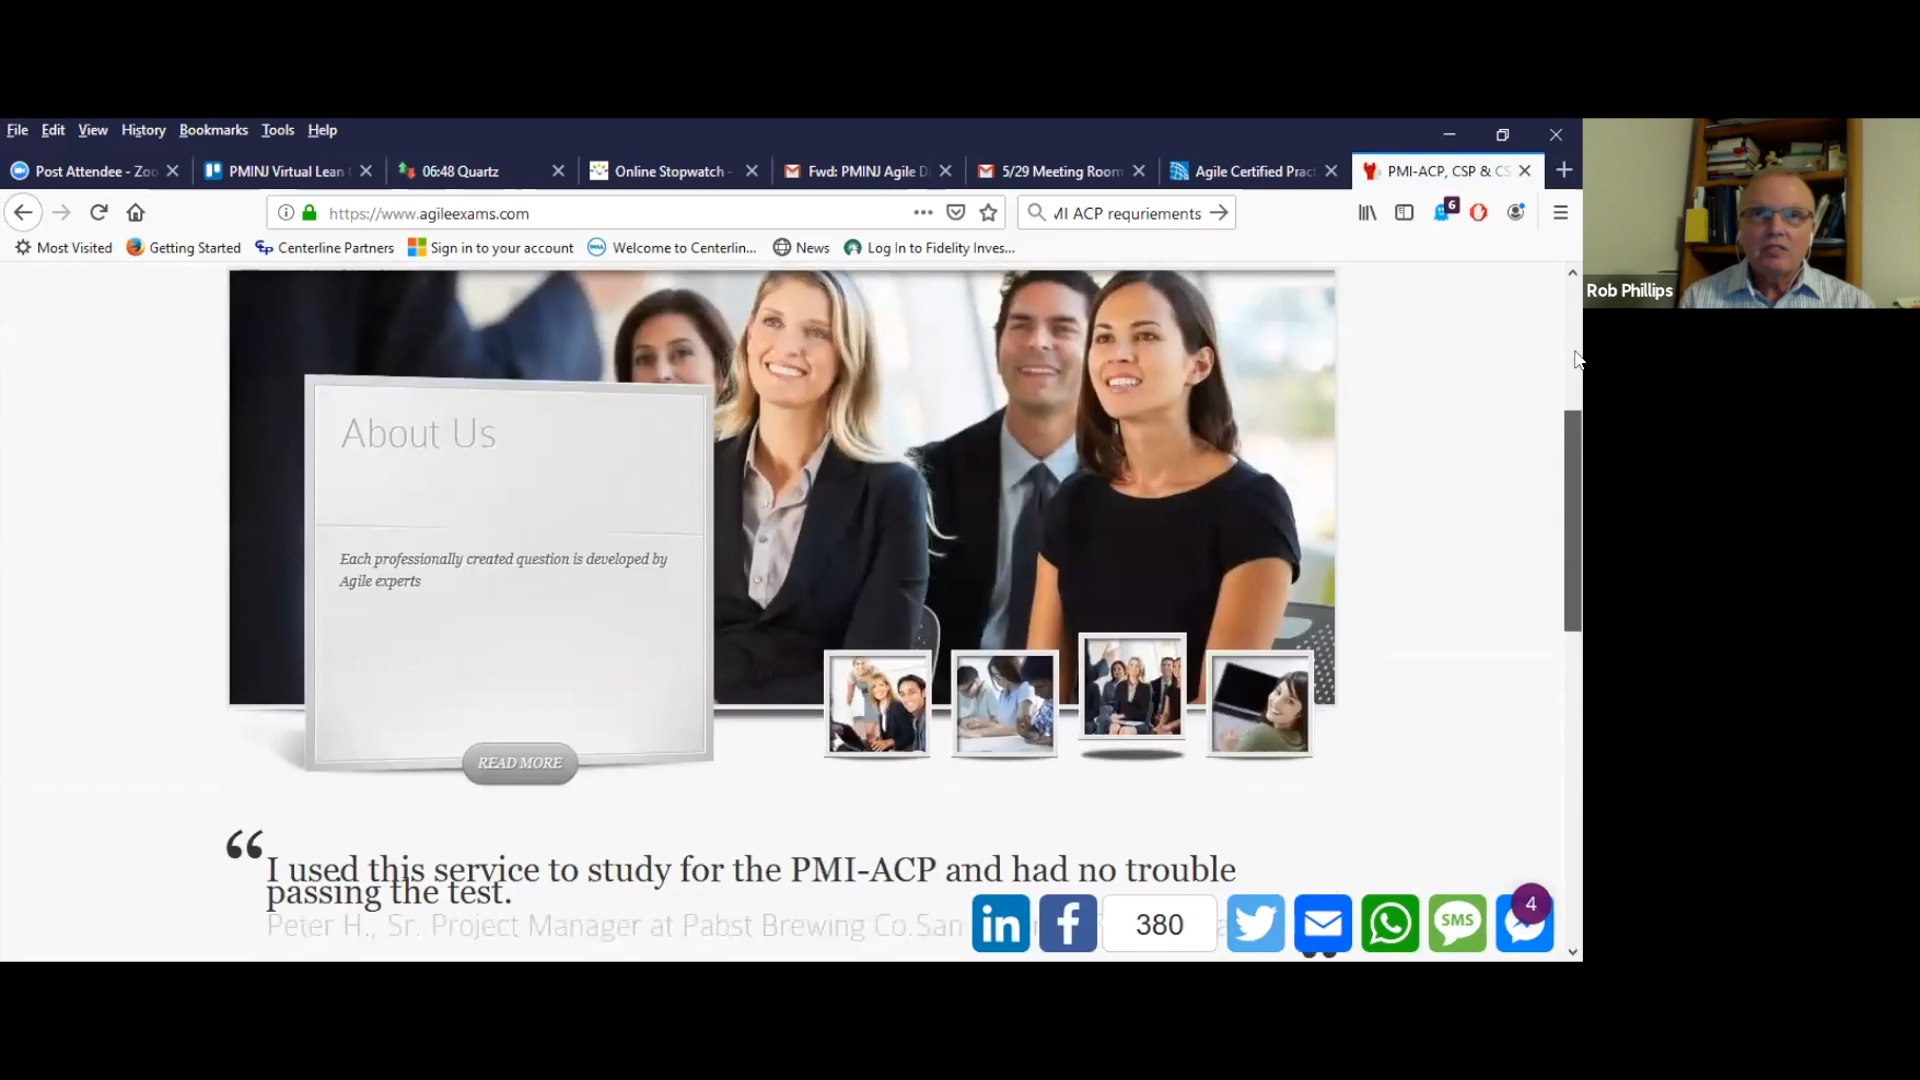 File Edit View History Bookmarks Tools Help
Post Attendee - Zoo
PMINJ Virtual Lean
06:48 Quartz
Online Stopwatch -
Fwd: PMINJ Agile D
5/29 Meeting Room
Agile Certified Pract
PMI-ACP, CSP & CS
https://www.agileexams.com
MI ACP requriements
6
Most Visited Getting Started Centerline Partners Sign in to your account Welcome to Centerlin... News Log In to Fidelity Inves...
Rob Phillips
About Us
Each professionally created question is developed by
Agile experts
READ MORE
“
I used this service to study for the PMI-ACP and had no trouble
passing the test.
Peter H., Sr. Project Manager at Pabst Brewing Co.San
in f 380 SMS 4